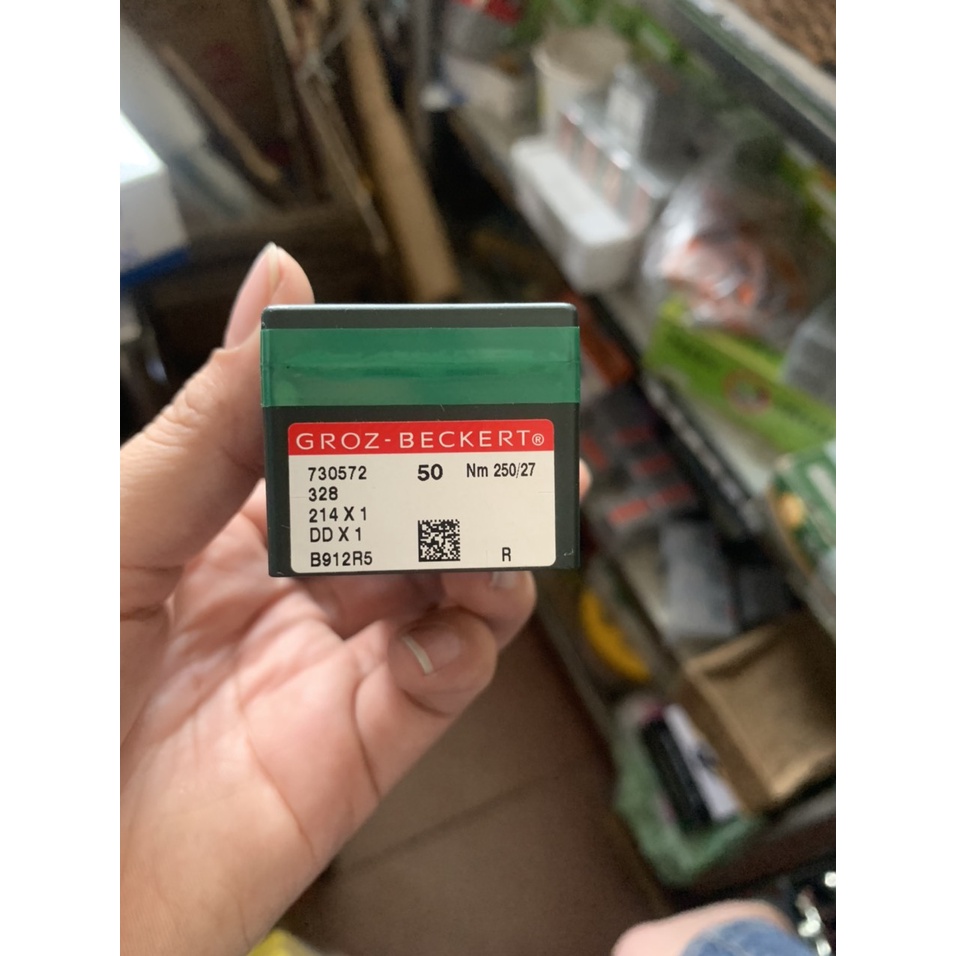 GROZ-BECKERT®
730572 50 Nm 250/27
328
214 X 1
DD X 1
B912R5 R